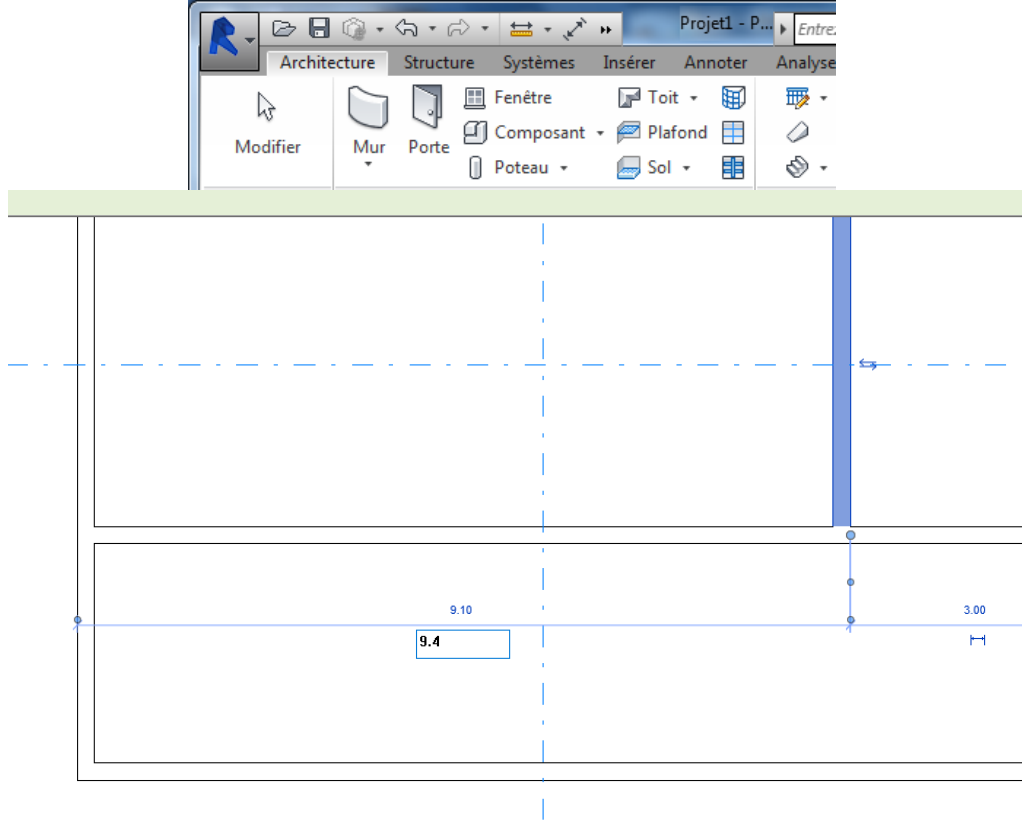 Projet1 - P... Entre
Architecture Structure Systèmes Insérer Annoter Analyse
Modifier Mur Porte
Fenêtre Toit
Composant Plafond
Poteau Sol
9.10 3.00
9.4